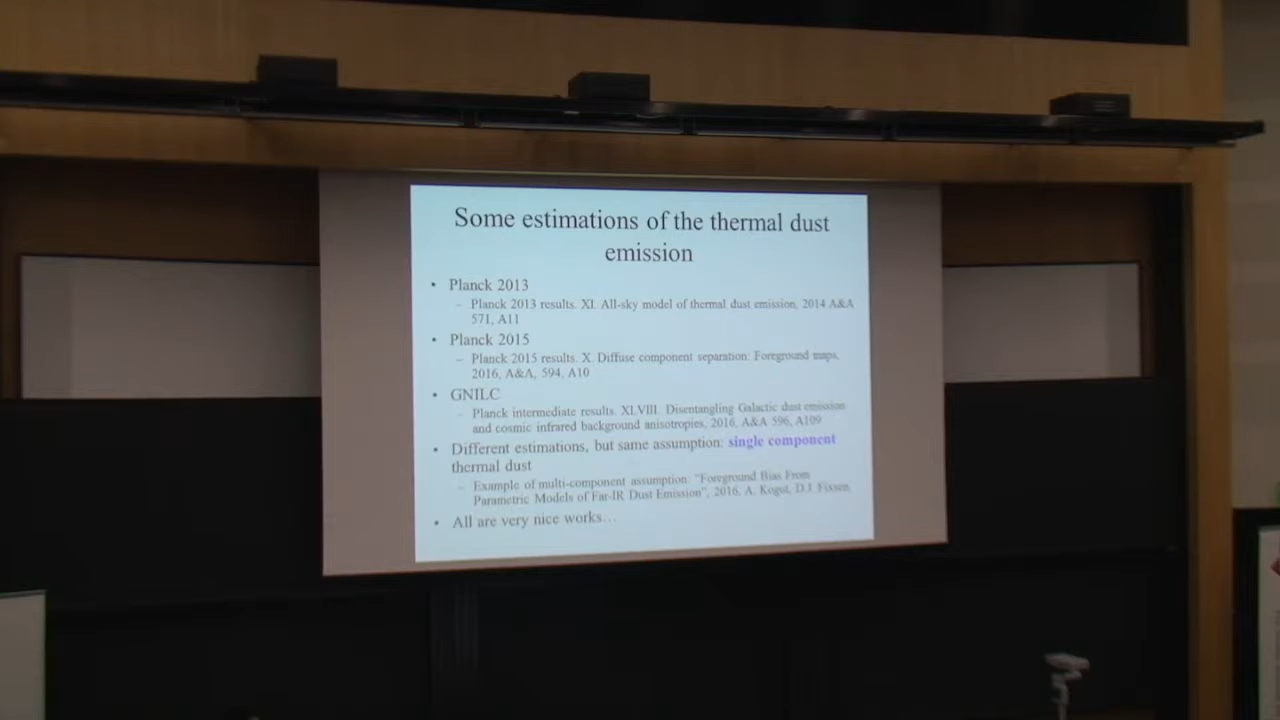 Some estimations of the thermal dust
emission
• Planck 2013
– Planck 2013 results. XI. All-sky model of thermal dust emission, 2014 A&A
571, A11
• Planck 2015
– Planck 2015 results. X. Diffuse component separation: Foreground maps,
2016, A&A, 594, A10
• GNILC
– Planck intermediate results. XLVIII. Disentangling Galactic dust emission
and cosmic infrared background anisotropies, 2016, A&A 596, A109
• Different estimations, but same assumption: single component
thermal dust
– Example of multi-component assumption: "Foreground Bias From
Parametric Models of Far-IR Dust Emission", 2016, A. Kogut, D.J. Fixsen,
• All are very nice works…